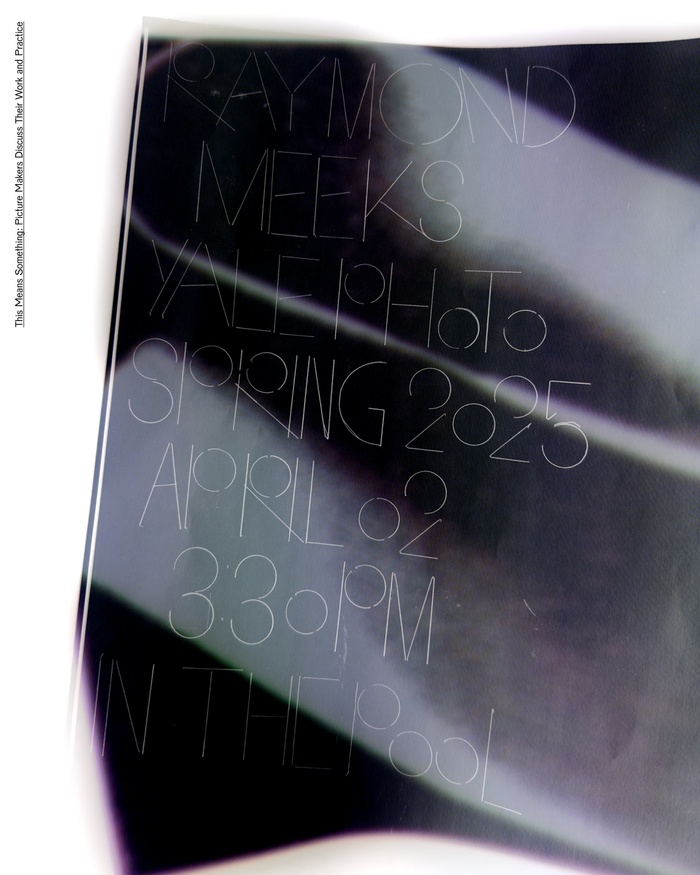 This Means Something: Picture Makers Discuss Their Work and Practice
RAYMOND
MEEKS
YALE PHOTO
SPRING 2025
APRIL 02
3:30PM
IN THE POOL